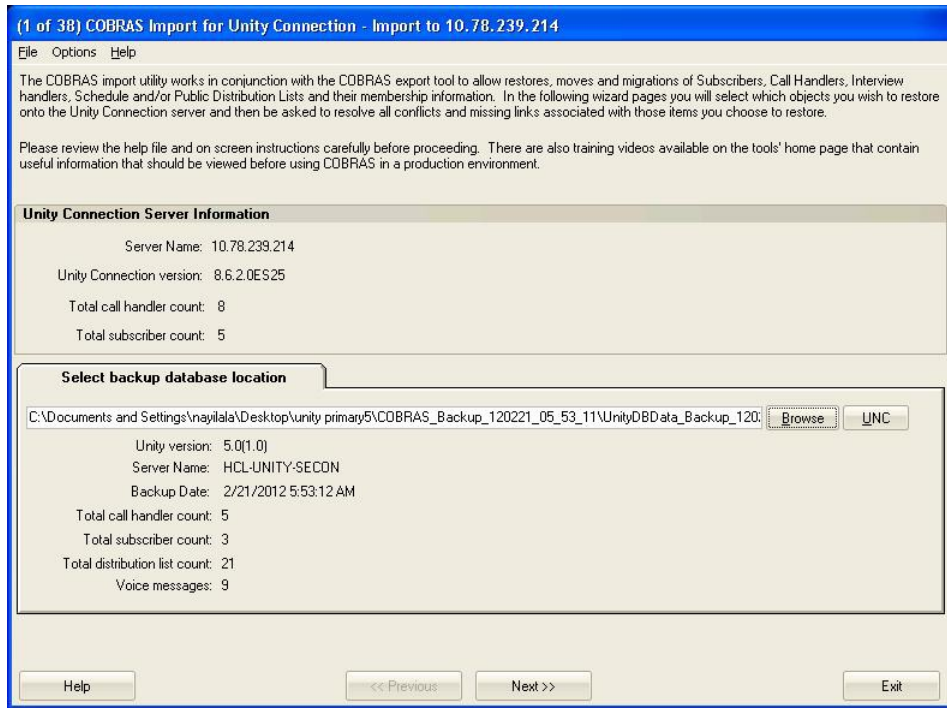 (1 of 38) COBRAS Import for Unity Connection - Import to 10.78.239.214
File Options Help
The COBRAS import utility works in conjunction with the COBRAS export tool to allow restores, moves and migrations of Subscribers, Call Handlers, Interview
handlers, Schedule and/or Public Distribution Lists and their membership information. In the following wizard pages you will select which objects you wish to restore
onto the Unity Connection server and then be asked to resolve all conflicts and missing links associated with those items you choose to restore.
Please review the help file and on screen instructions carefully before proceeding. There are also training videos available on the tools' home page that contain
useful information that should be viewed before using COBRAS in a production environment.
Unity Connection Server Information
Server Name: 10.78.239.214
Unity Connection version: 8.6.2.0ES25
Total call handler count: 8
Total subscriber count: 5
Select backup database location
C:\Documents and Settings\nayilala\Desktop\unity primary5\COBRAS_Backup_120221_05_53_11\UnityDBData_Backup_120: Browse UNC
Unity version: 5.0(1.0)
Server Name: HCL-UNITY-SECON
Backup Date: 2/21/2012 5:53:12 AM
Total call handler count: 5
Total subscriber count: 3
Total distribution list count: 21
Voice messages: 9
Help << Previous Next >> Exit